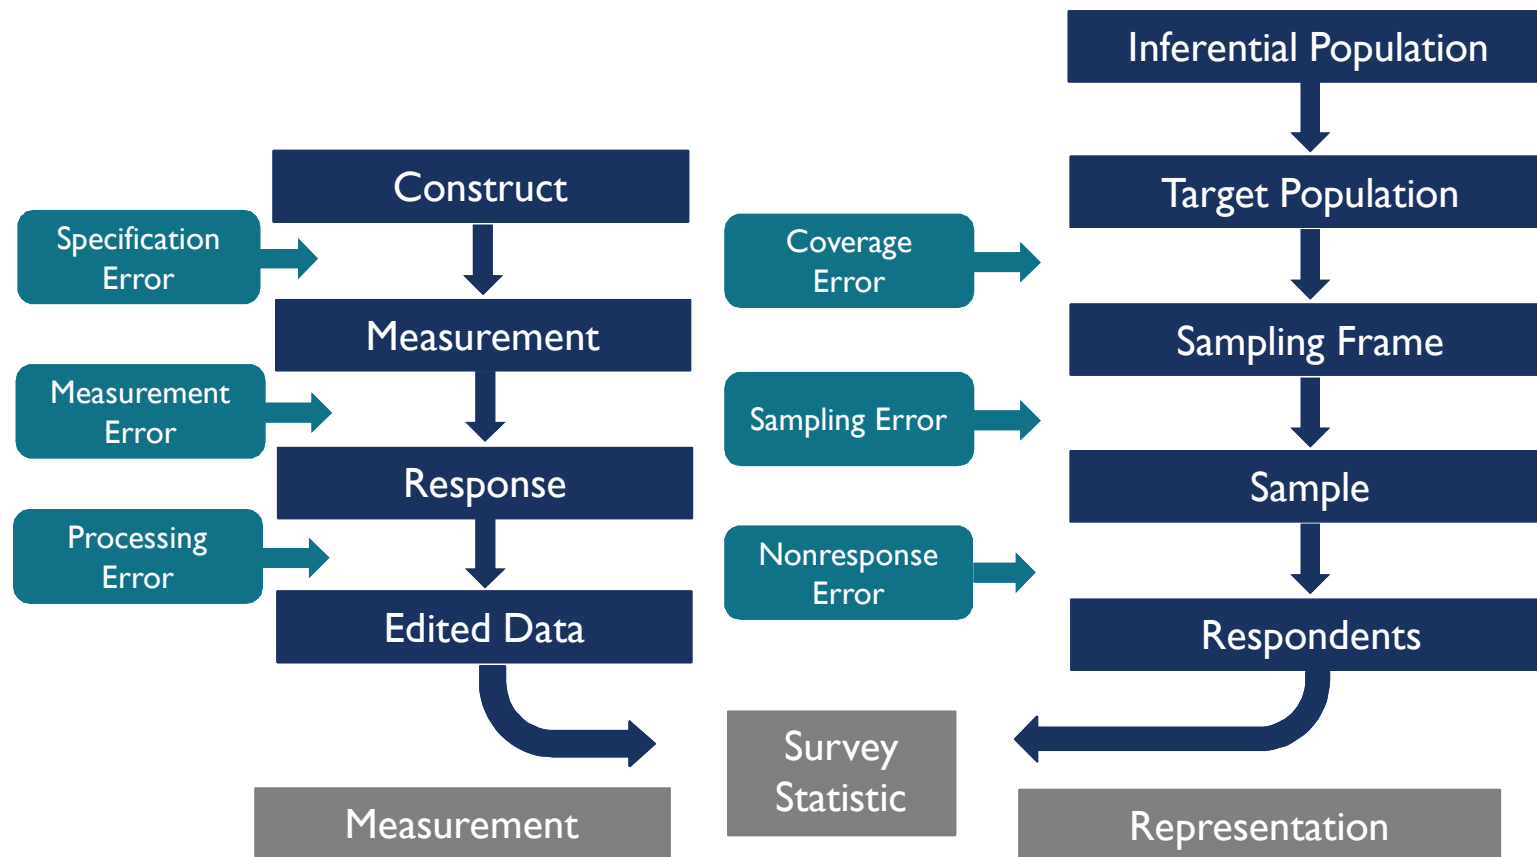 Inferential Population
Construct
Target Population
Specification
Error
Coverage
Error
Measurement
Sampling Frame
Measurement
Error
Sampling Error
Response
Sample
Processing
Error
Nonresponse
Error
Edited Data
Respondents
Survey
Statistic
Measurement
Representation